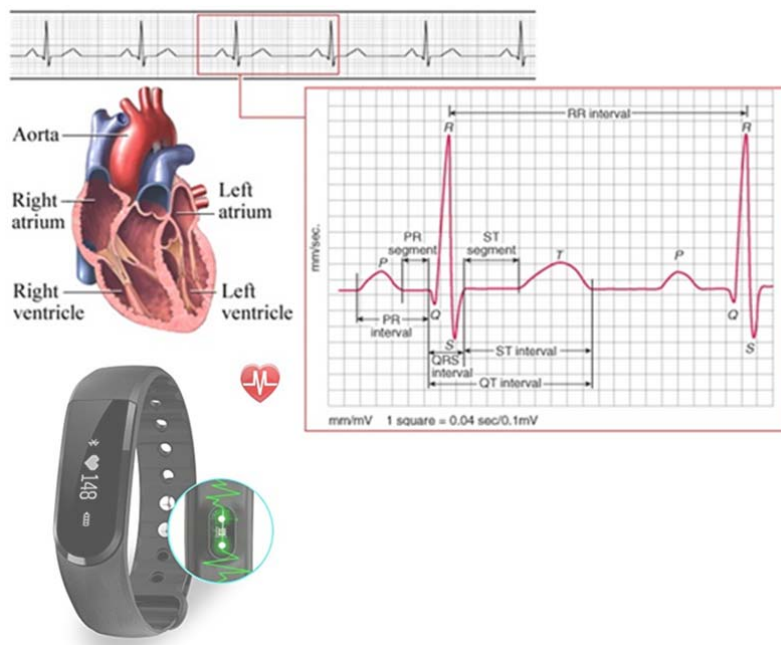 Aorta
Right
atrium
Right
ventricle
Left
atrium
Left
ventricle
R
RR interval
R
mm/sec.
PR
segment
ST
segment
P
T
P
Q
S
Q
S
PR
interval
QRS
interval
ST interval
QT interval
mm/mV 1 square = 0.04 sec/0.1mV
148